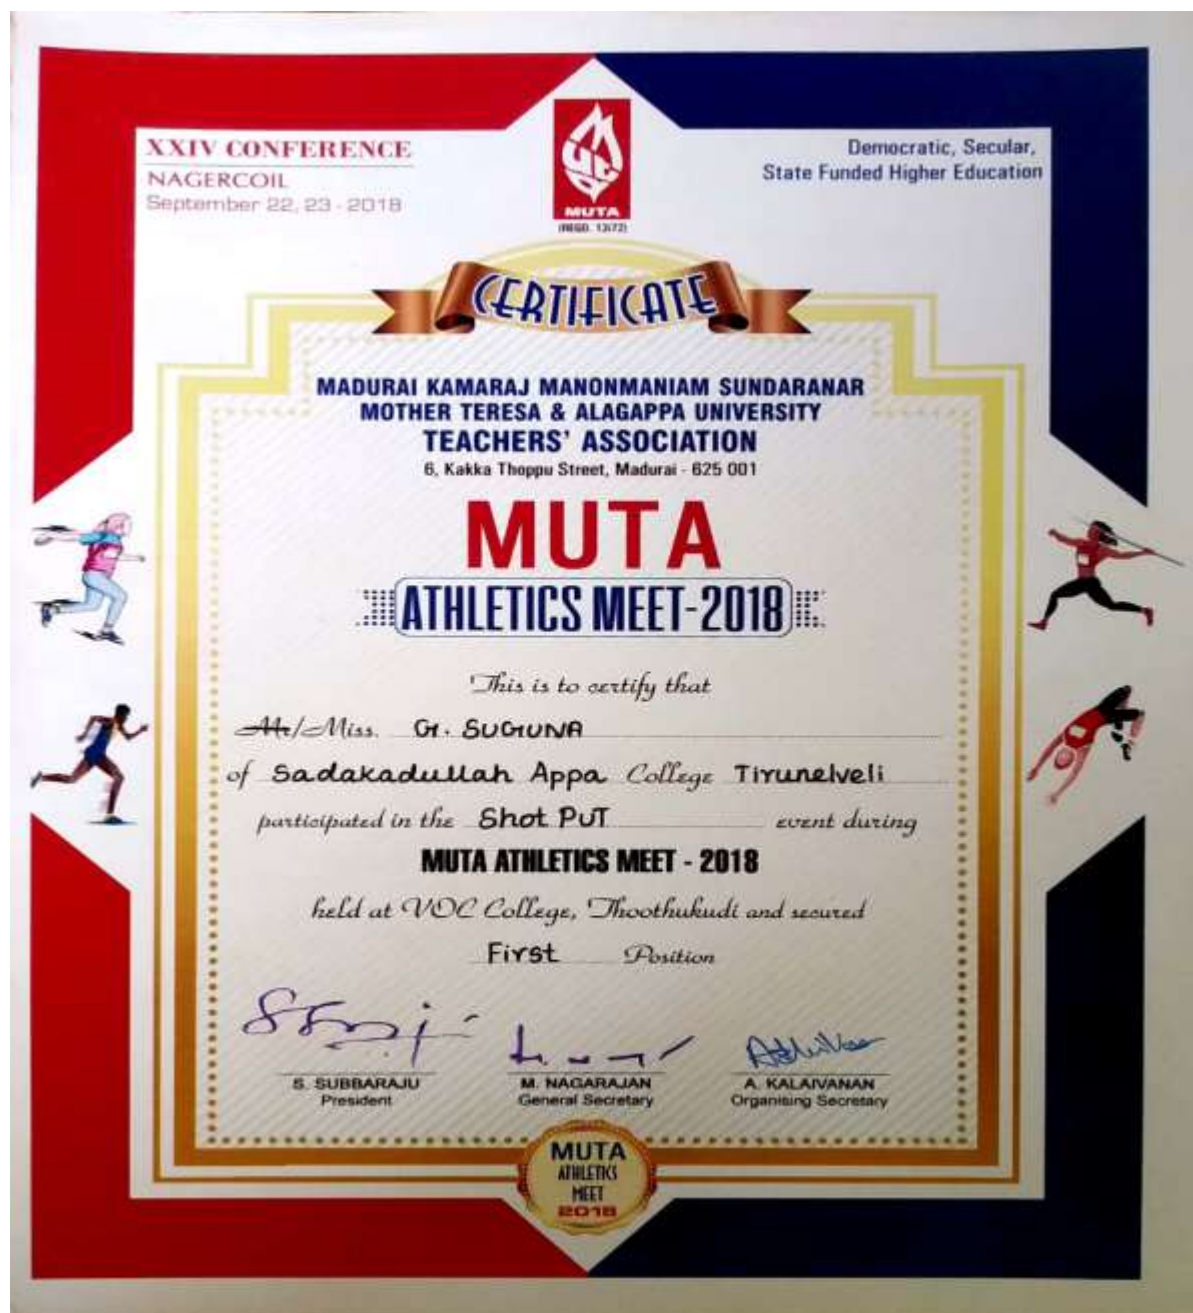 XXIV CONFERENCE
NAGERCOIL
September 22, 23 - 2018
MUTA
MUTA
(REGD. 13/72)
Democratic, Secular,
State Funded Higher Education
CERTIFICATE
MADURAI KAMARAJ MANONMANIAM SUNDARANAR
MOTHER TERESA & ALAGAPPA UNIVERSITY
TEACHERS' ASSOCIATION
6, Kakka Thoppu Street, Madurai - 625 001
MUTA
ATHLETICS MEET-2018
This is to certify that
Mr/Miss. G. SUGUNA
of Sadakadullah Appa College Tirunelveli
participated in the Shot PUT event during
MUTA ATHLETICS MEET - 2018
held at VOC College, Thoothukudi and secured
First Position
S. SUBBARAJU
President
M. NAGARAJAN
General Secretary
A. KALAIVANAN
Organising Secretary
MUTA
ATHLETICS
MEET
2018